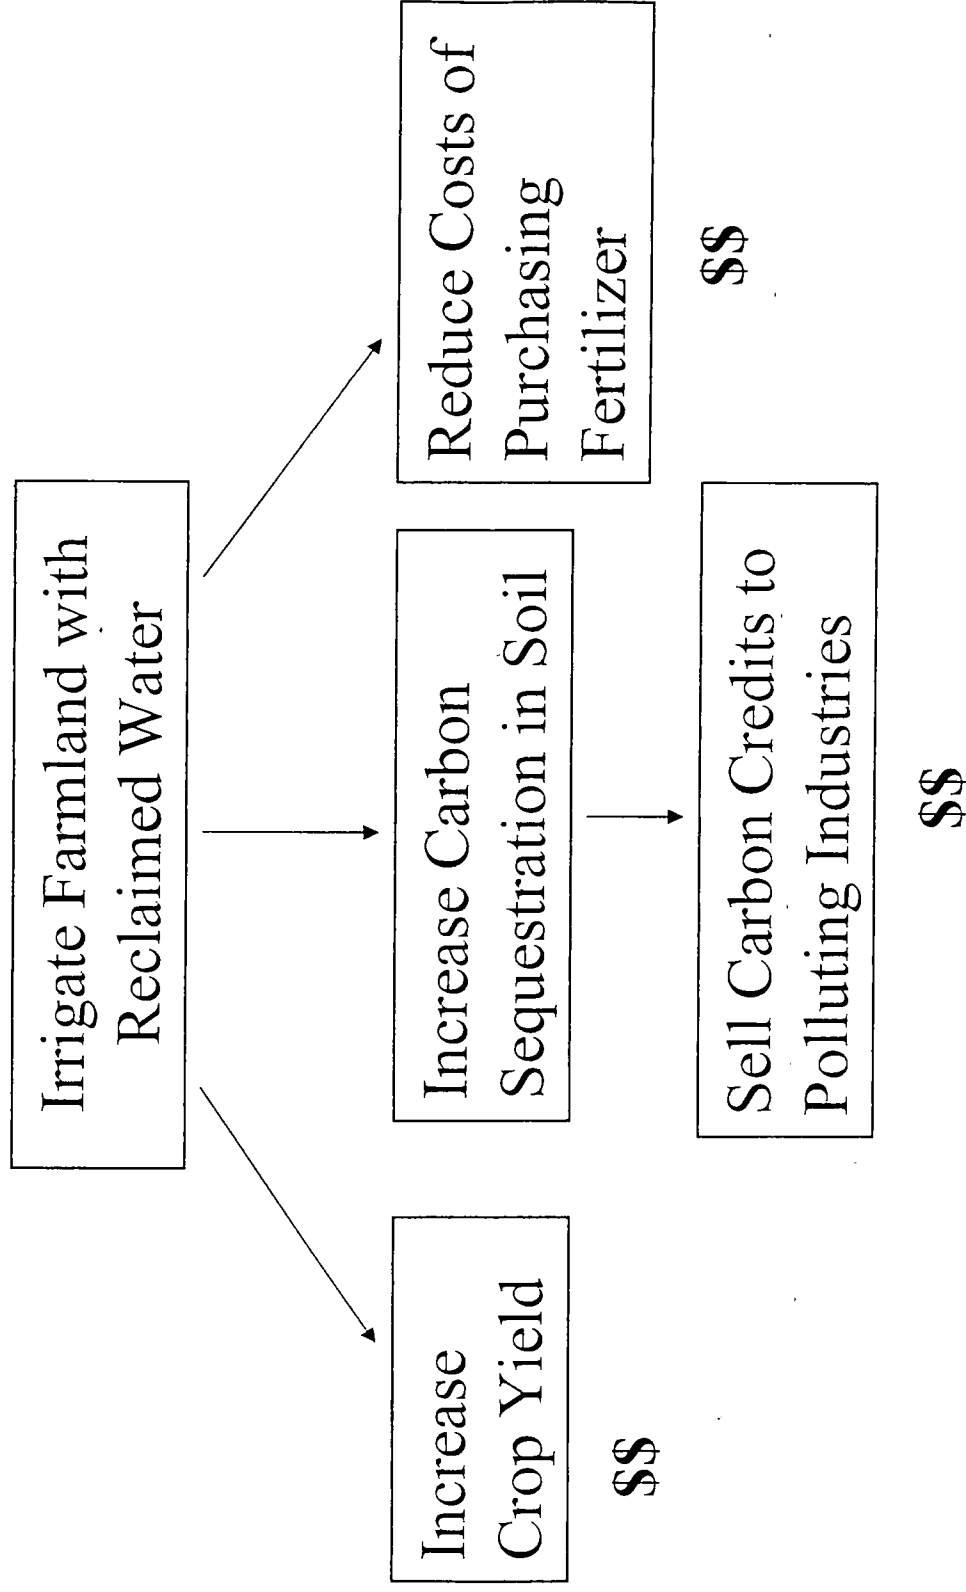 Irrigate Farmland with
Reclaimed Water
Increase
Crop Yield
$$
Increase Carbon
Sequestration in Soil
Sell Carbon Credits to
Polluting Industries
$$
Reduce Costs of
Purchasing
Fertilizer
$$